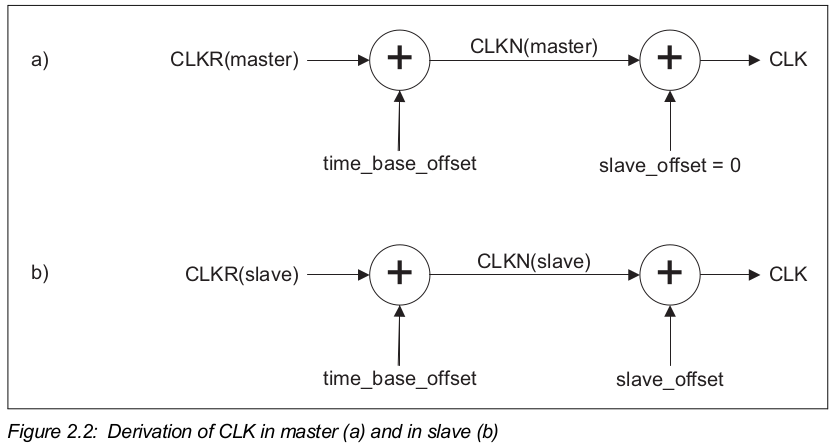 a) CLKR(master) + CLKN(master) + CLK
time_base_offset slave_offset = 0
b) CLKR(slave) + CLKN(slave) + CLK
time_base_offset slave_offset
Figure 2.2: Derivation of CLK in master (a) and in slave (b)